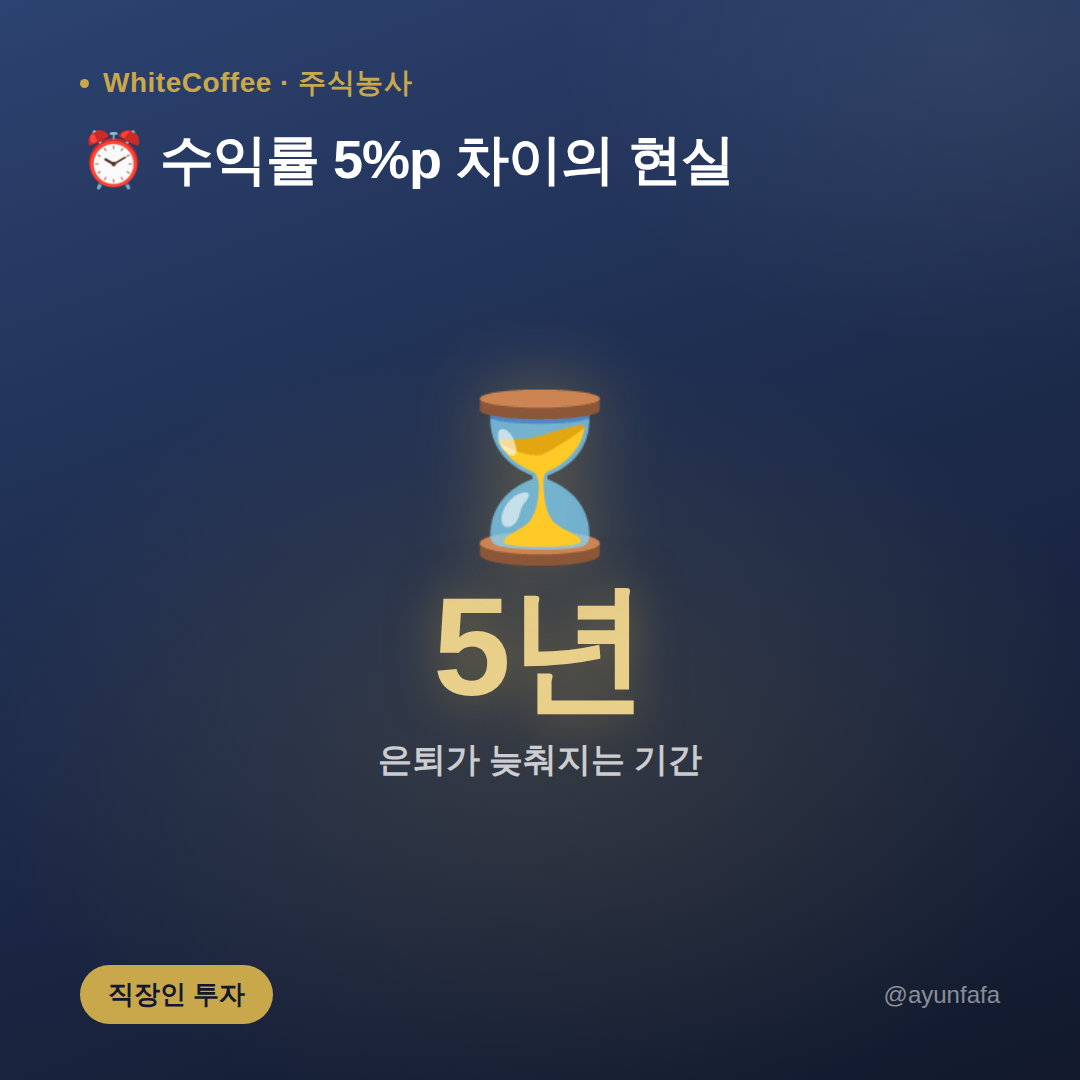 WhiteCoffee · 주식농사
⏰ 수익률 5%p 차이의 현실
5년
은퇴가 늦춰지는 기간
직장인 투자
@ayunfafa